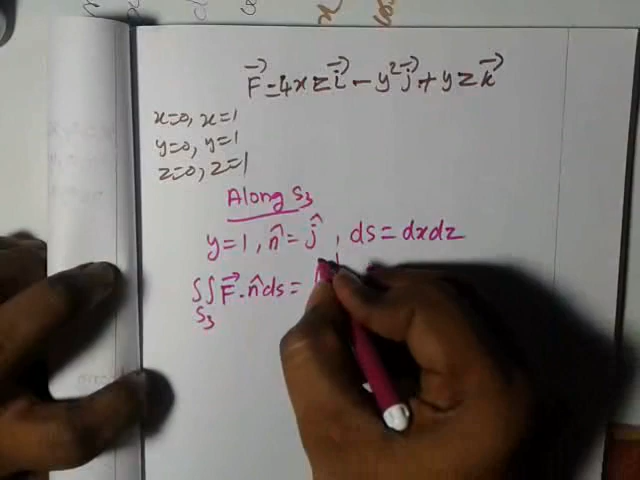 F⃗ = 4xz i⃗ − y² j⃗ + yz k⃗
x=0, x=1
y=0, y=1
z=0, z=1
Along S₃
y=1, n̂ = ĵ, ds = dxdz
∬ F⃗ . n̂ ds =
S₃